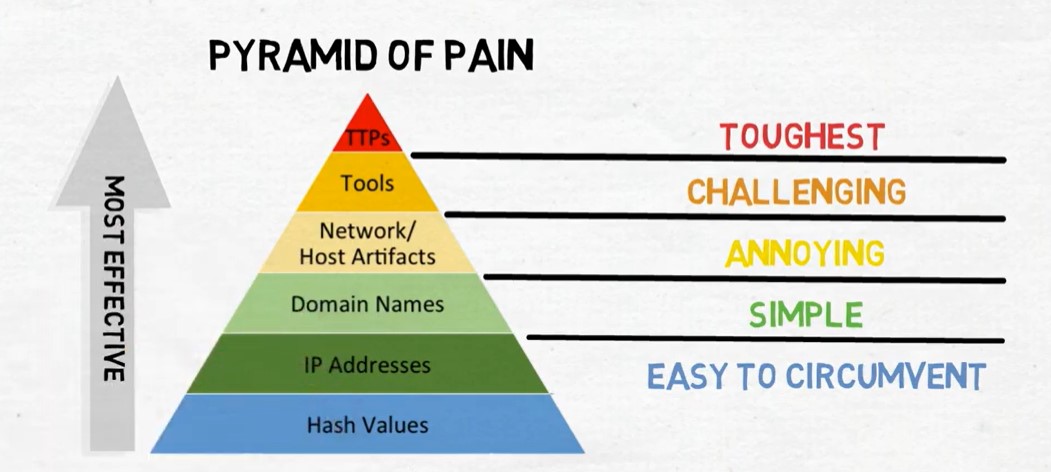 PYRAMID OF PAIN
MOST EFFECTIVE
TTPs
TOUGHEST
Tools
CHALLENGING
Network/
Host Artifacts
ANNOYING
Domain Names
SIMPLE
IP Addresses
EASY TO CIRCUMVENT
Hash Values